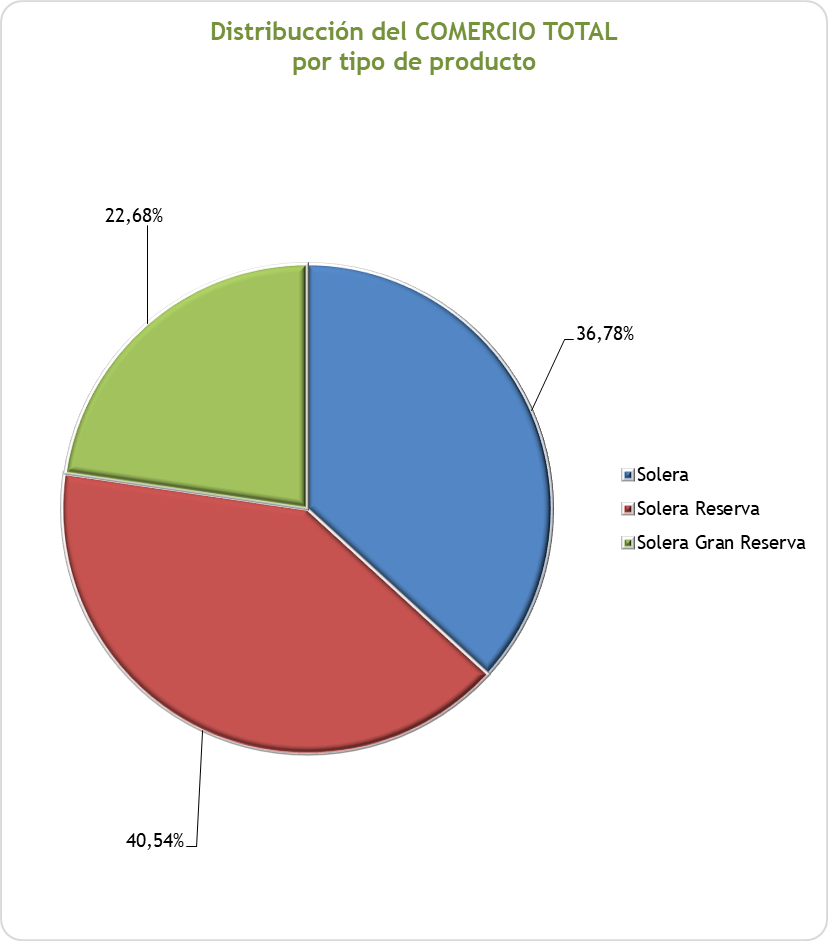 Distribucción del COMERCIO TOTAL
por tipo de producto
22,68%
36,78%
Solera
Solera Reserva
Solera Gran Reserva
40,54%